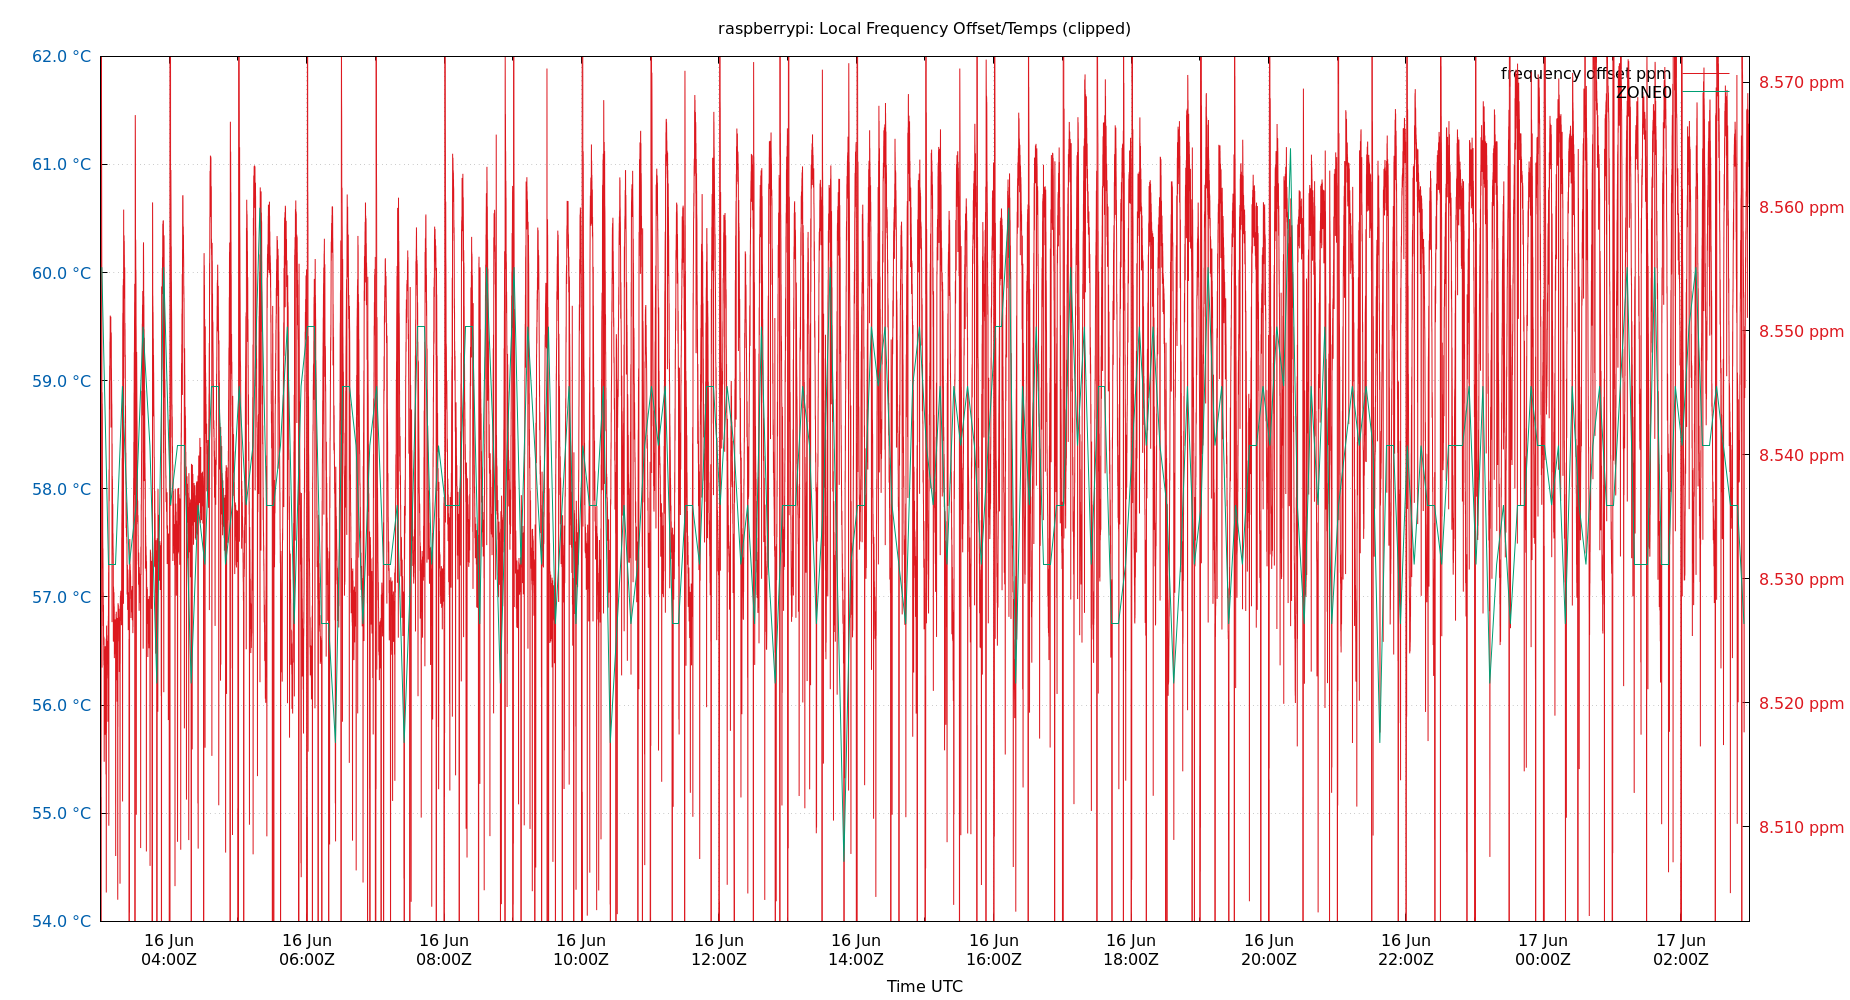 raspberrypi: Local Frequency Offset/Temps (clipped)
62.0 °C
61.0 °C
60.0 °C
59.0 °C
58.0 °C
57.0 °C
56.0 °C
55.0 °C
54.0 °C
frequency offset ppm
ZONE0
8.570 ppm
8.560 ppm
8.550 ppm
8.540 ppm
8.530 ppm
8.520 ppm
8.510 ppm
16 Jun 16 Jun 16 Jun 16 Jun 16 Jun 16 Jun 16 Jun 16 Jun 16 Jun 16 Jun 17 Jun 17 Jun
04:00Z 06:00Z 08:00Z 10:00Z 12:00Z 14:00Z 16:00Z 18:00Z 20:00Z 22:00Z 00:00Z 02:00Z
Time UTC